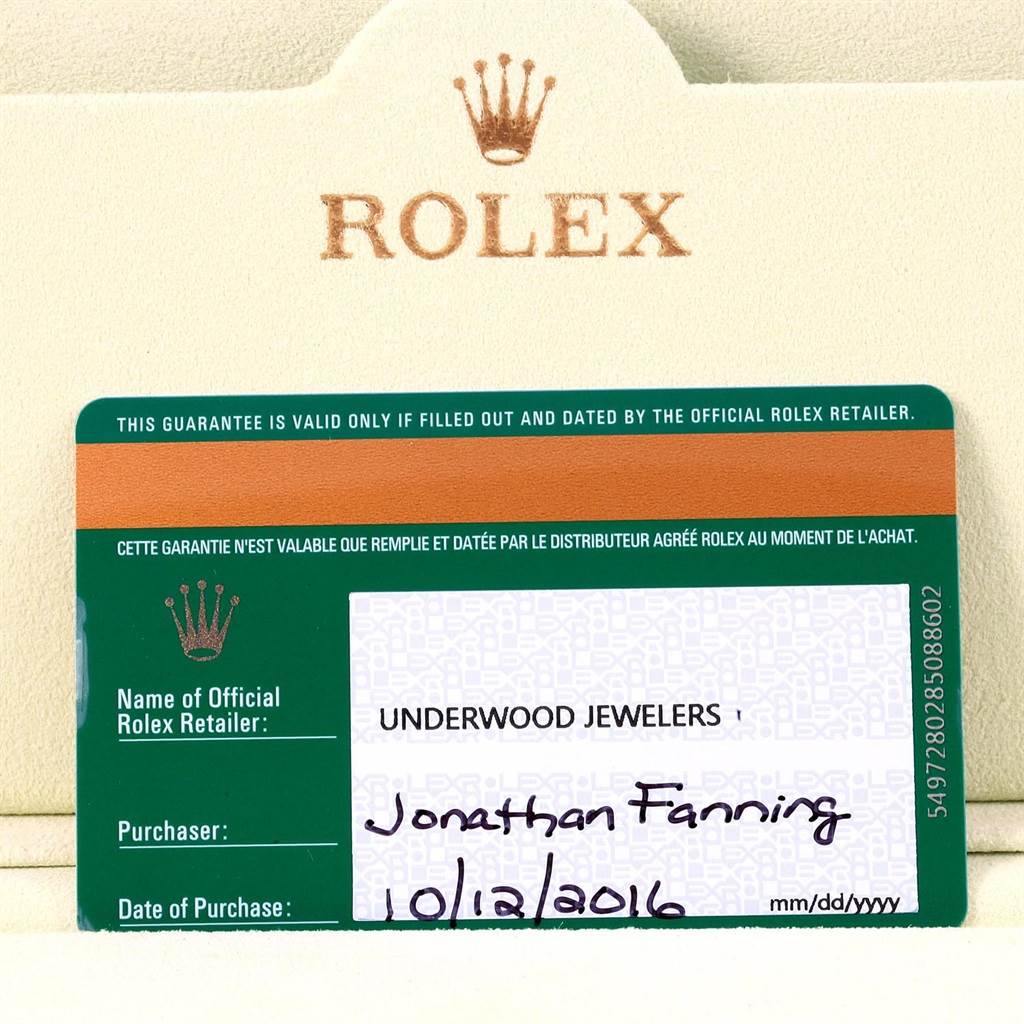 ROLEX
THIS GUARANTEE IS VALID ONLY IF FILLED OUT AND DATED BY THE OFFICIAL ROLEX RETAILER.
CETTE GARANTIE N'EST VALABLE QUE REMPLIE ET DATÉE PAR LE DISTRIBUTEUR AGRÉÉ ROLEX AU MOMENT DE L'ACHAT.
Name of Official
Rolex Retailer:
UNDERWOOD JEWELERS
Purchaser:
Jonathan Fanning
Date of Purchase:
10/12/2016
mm/dd/yyyy
5497280285088602